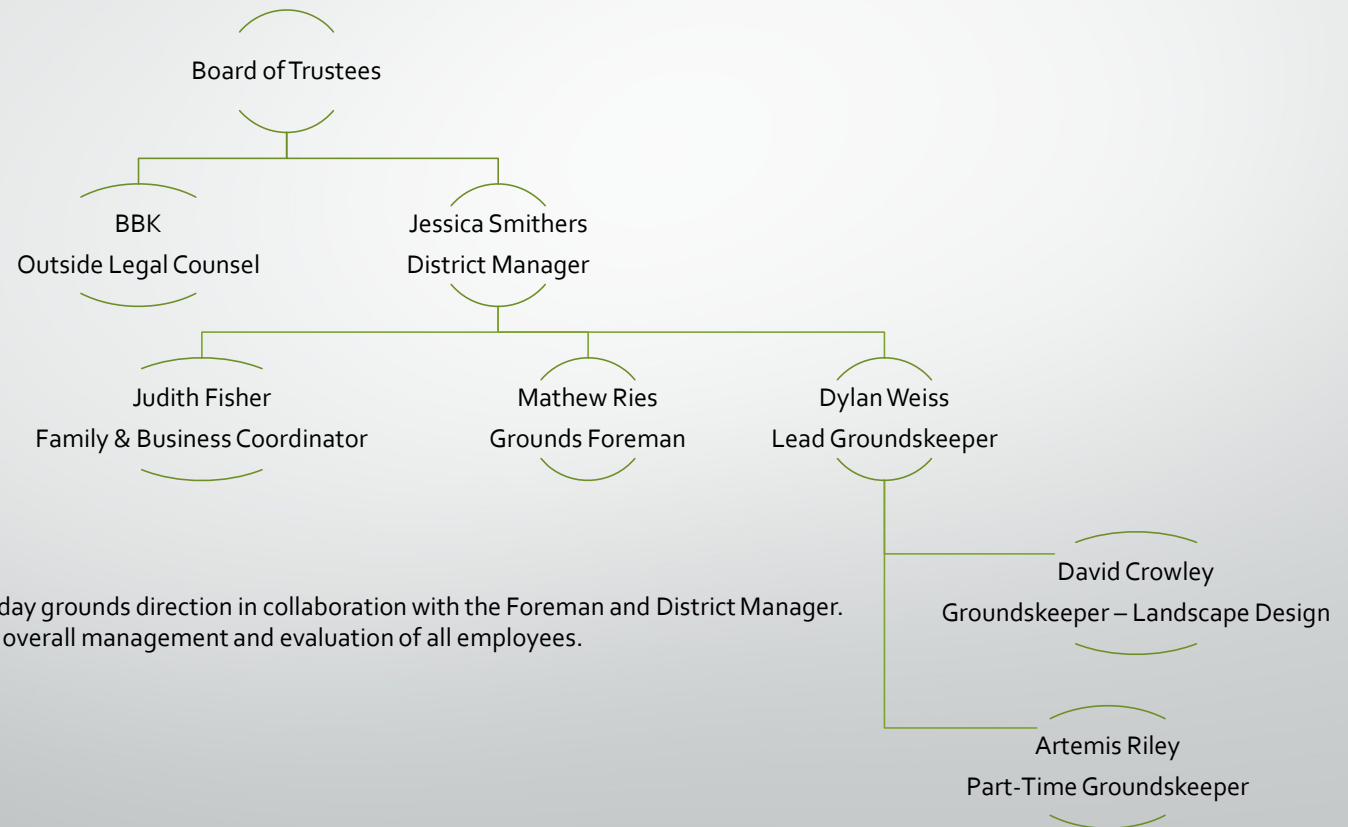 Board of Trustees
BBK
Outside Legal Counsel
Jessica Smithers
District Manager
Judith Fisher
Family & Business Coordinator
Mathew Ries
Grounds Foreman
Dylan Weiss
Lead Groundskeeper
day grounds direction in collaboration with the Foreman and District Manager.
overall management and evaluation of all employees.
David Crowley
Groundskeeper – Landscape Design
Artemis Riley
Part-Time Groundskeeper